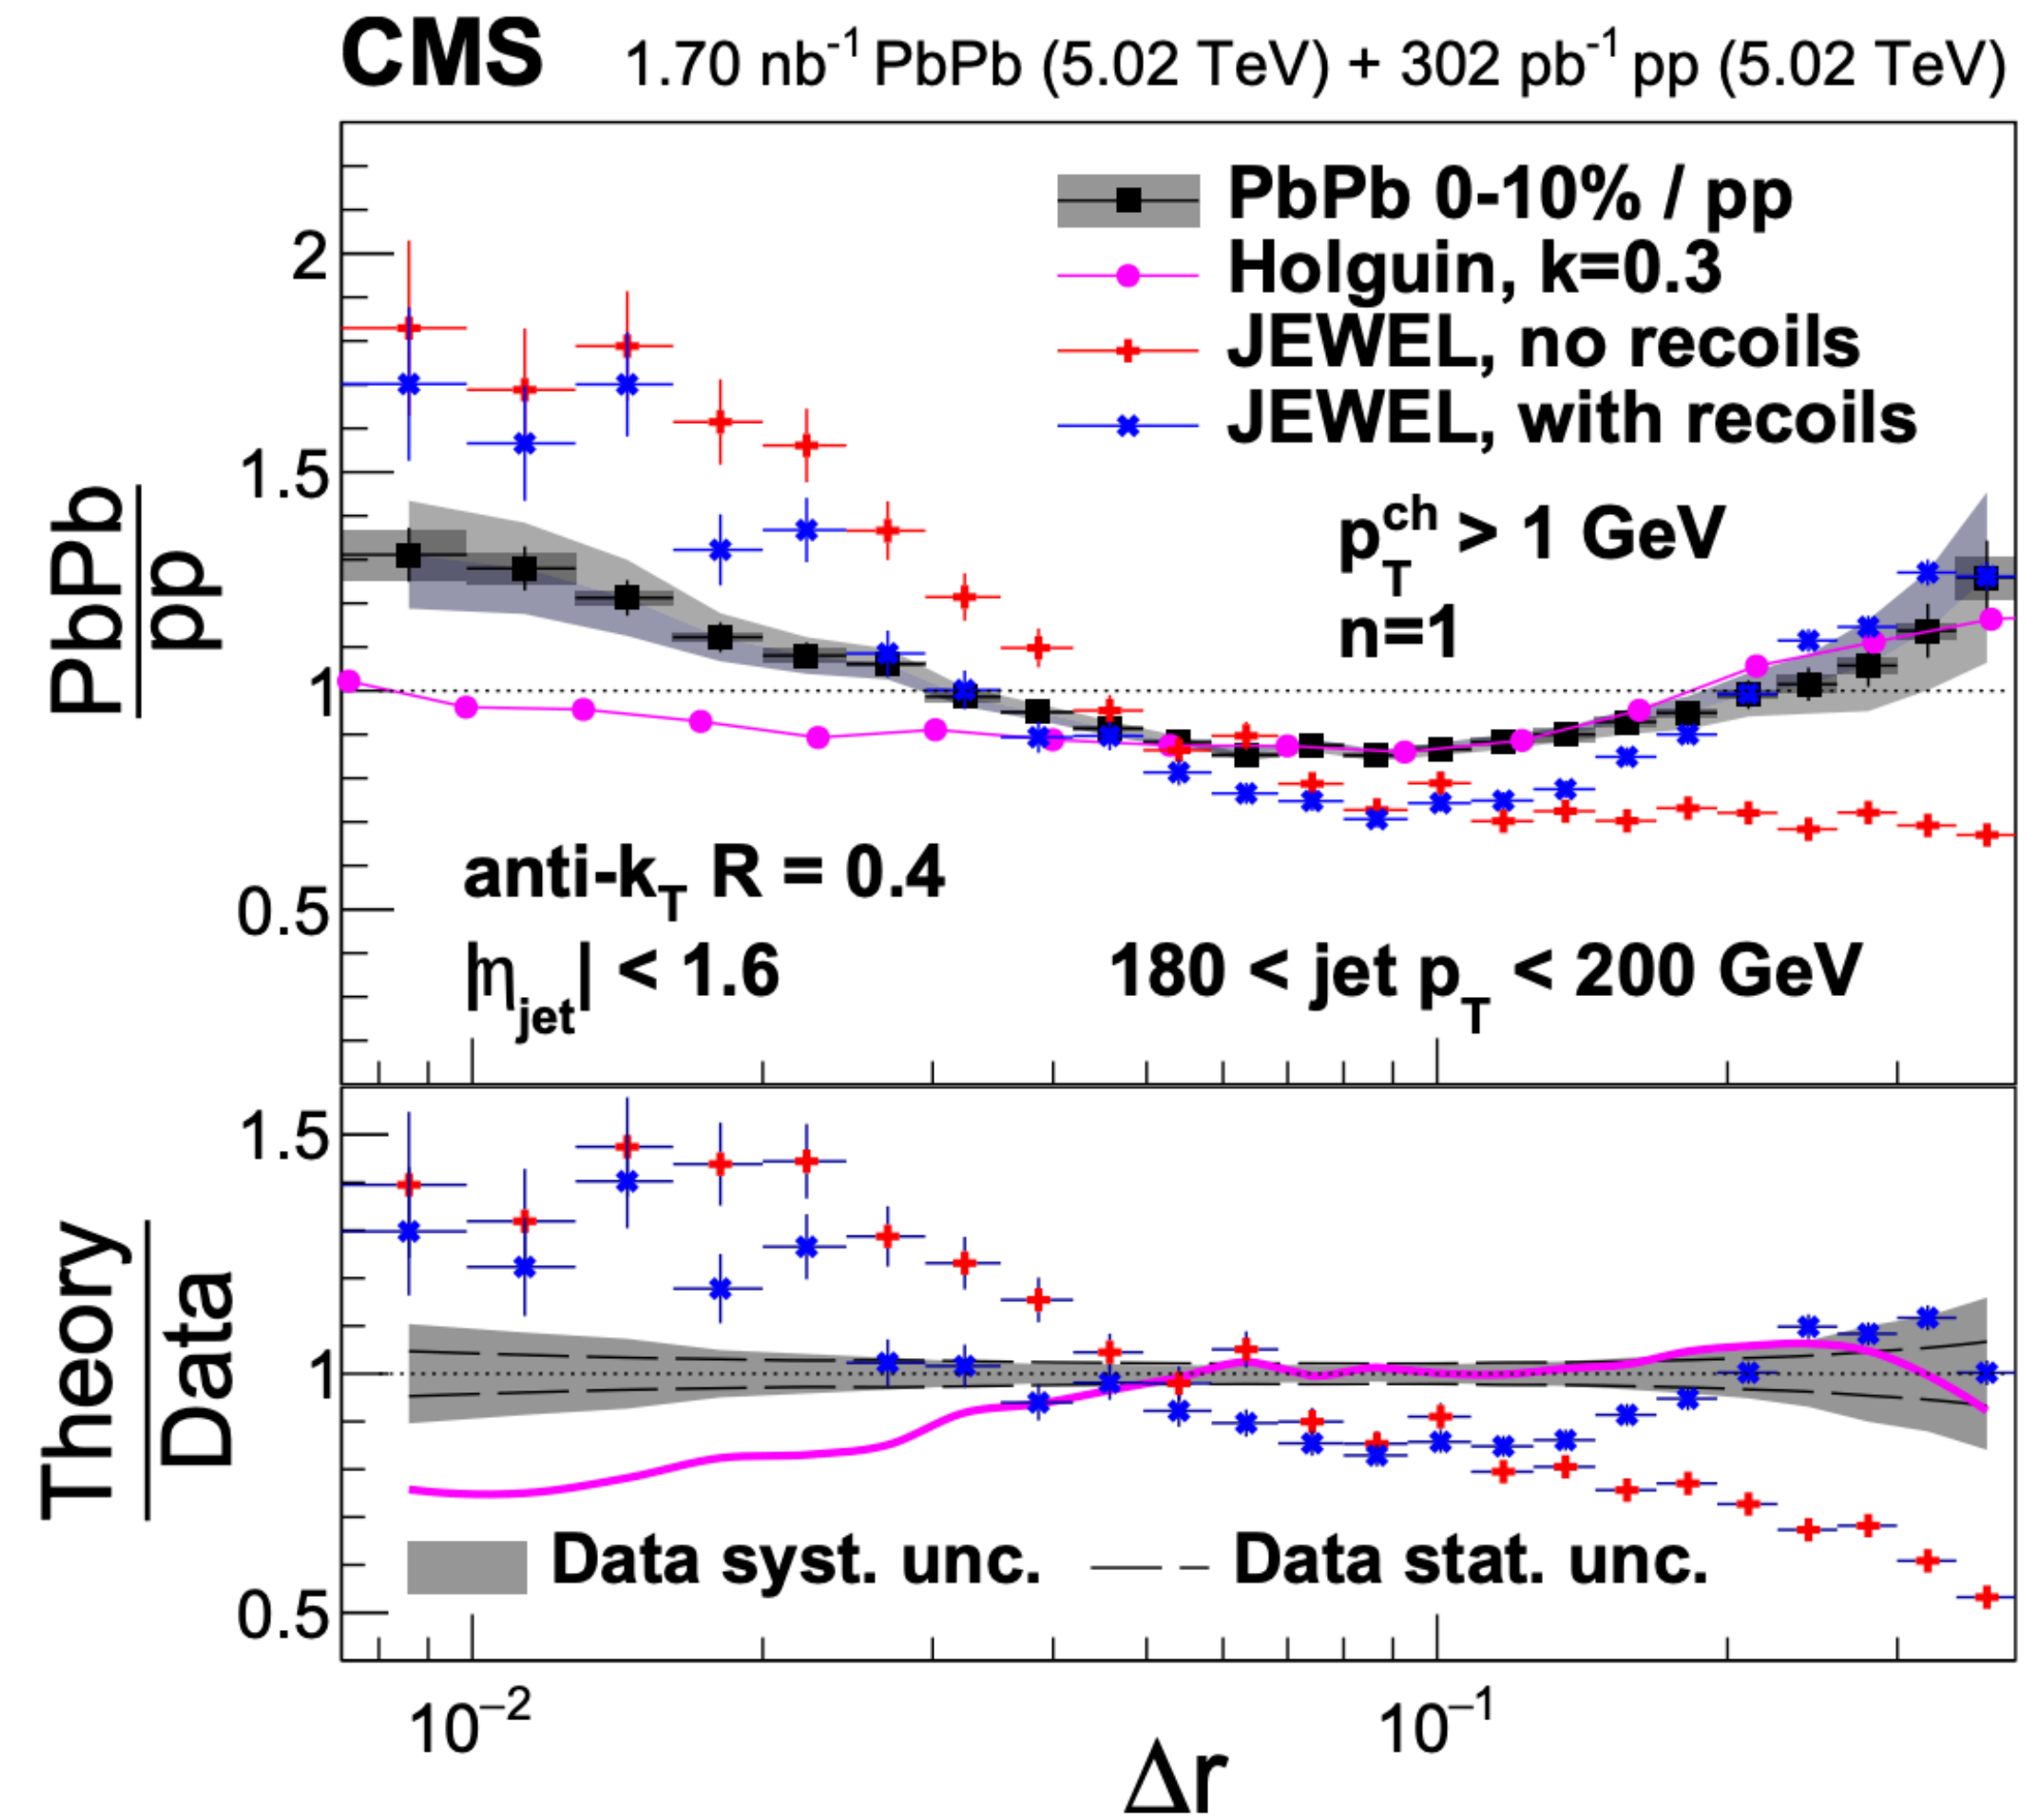 CMS 1.70 nb⁻¹ PbPb (5.02 TeV) + 302 pb⁻¹ pp (5.02 TeV)
PbPb 0-10% / pp
Holguin, k=0.3
JEWEL, no recoils
JEWEL, with recoils
p_T^ch > 1 GeV
n=1
anti-k_T R = 0.4
|η_jet| < 1.6
180 < jet p_T < 200 GeV
2
1.5
1
0.5
PbPb
pp
1.5
1
0.5
Theory
Data
Data syst. unc.
Data stat. unc.
10⁻²
10⁻¹
Δr